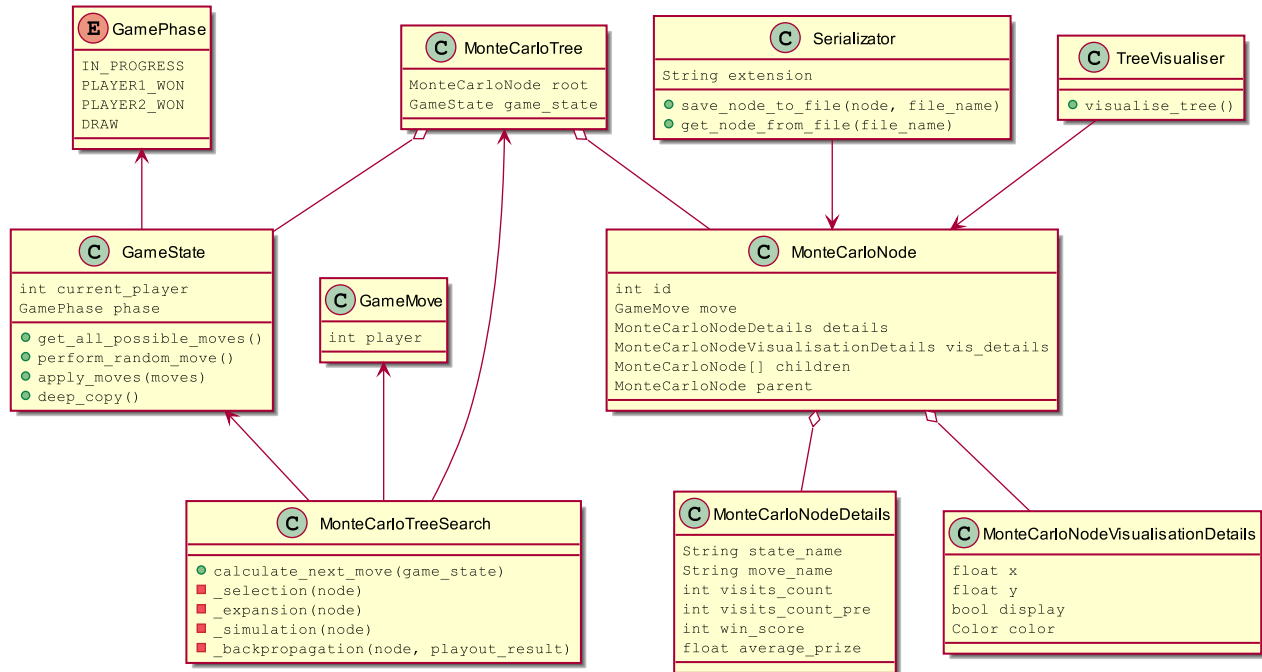 E GamePhase
IN_PROGRESS
PLAYER1_WON
PLAYER2_WON
DRAW
C MonteCarloTree
MonteCarloNode root
GameState game_state
C Serializator
String extension
save_node_to_file(node, file_name)
get_node_from_file(file_name)
C TreeVisualiser
visualise_tree()
C GameState
int current_player
GamePhase phase
get_all_possible_moves()
perform_random_move()
apply_moves(moves)
deep_copy()
C GameMove
int player
C MonteCarloNode
int id
GameMove move
MonteCarloNodeDetails details
MonteCarloNodeVisualisationDetails vis_details
MonteCarloNode[] children
MonteCarloNode parent
C MonteCarloTreeSearch
calculate_next_move(game_state)
_selection(node)
_expansion(node)
_simulation(node)
_backpropagation(node, playout_result)
C MonteCarloNodeDetails
String state_name
String move_name
int visits_count
int visits_count_pre
int win_score
float average_prize
C MonteCarloNodeVisualisationDetails
float x
float y
bool display
Color color